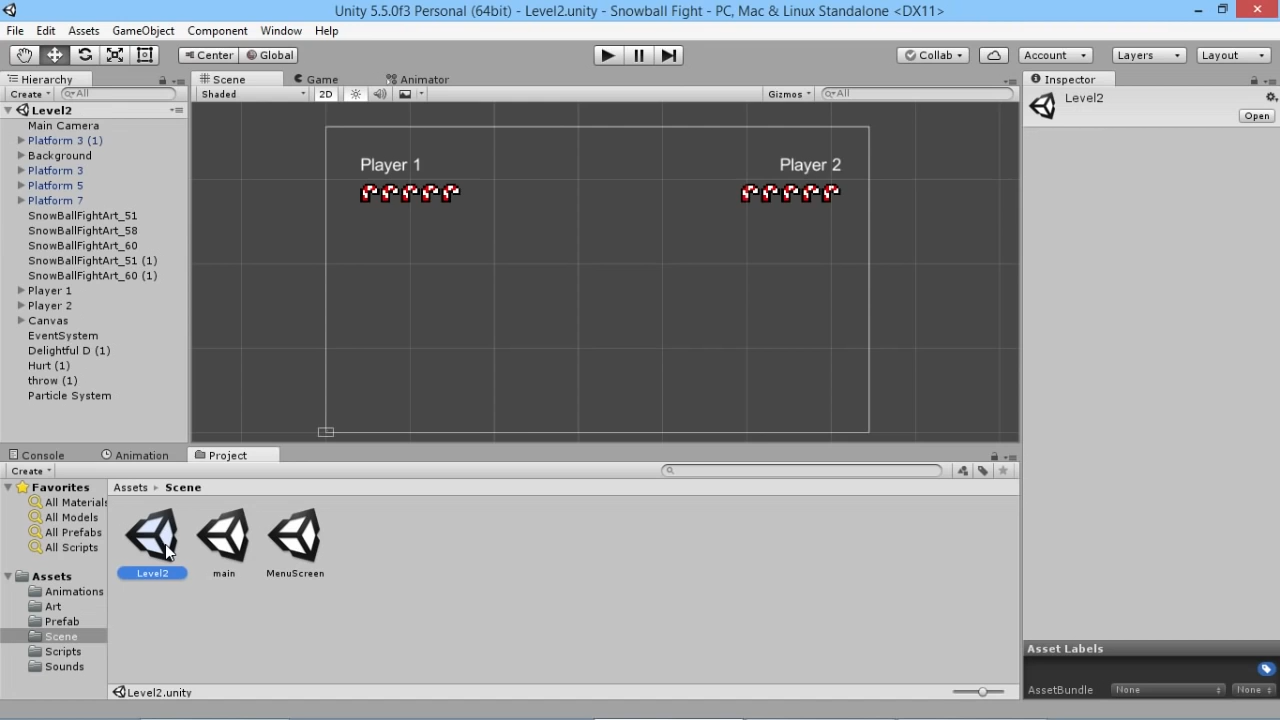 Unity 5.5.0f3 Personal (64bit) - Level2.unity - Snowball Fight - PC, Mac & Linux Standalone <DX11>
File Edit Assets GameObject Component Window Help
Center Global Collab Account Layers Layout
Hierarchy Scene Game Animator Inspector
Create All Shaded 2D Gizmos All
Level2
Level2
Open
Main Camera
Platform 3 (1)
Background
Platform 3
Platform 5
Platform 7
SnowBallFightArt_51
SnowBallFightArt_58
SnowBallFightArt_60
SnowBallFightArt_51 (1)
SnowBallFightArt_60 (1)
Player 1
Player 2
Canvas
EventSystem
Delightful D (1)
Hurt (1)
throw (1)
Particle System
Player 1 Player 2
Console Animation Project
Create
Favorites
All Materials
All Models
All Prefabs
All Scripts
Assets
Animations
Art
Prefab
Scene
Scripts
Sounds
Assets Scene
Level2 main MenuScreen
Level2.unity
Asset Labels
AssetBundle None None